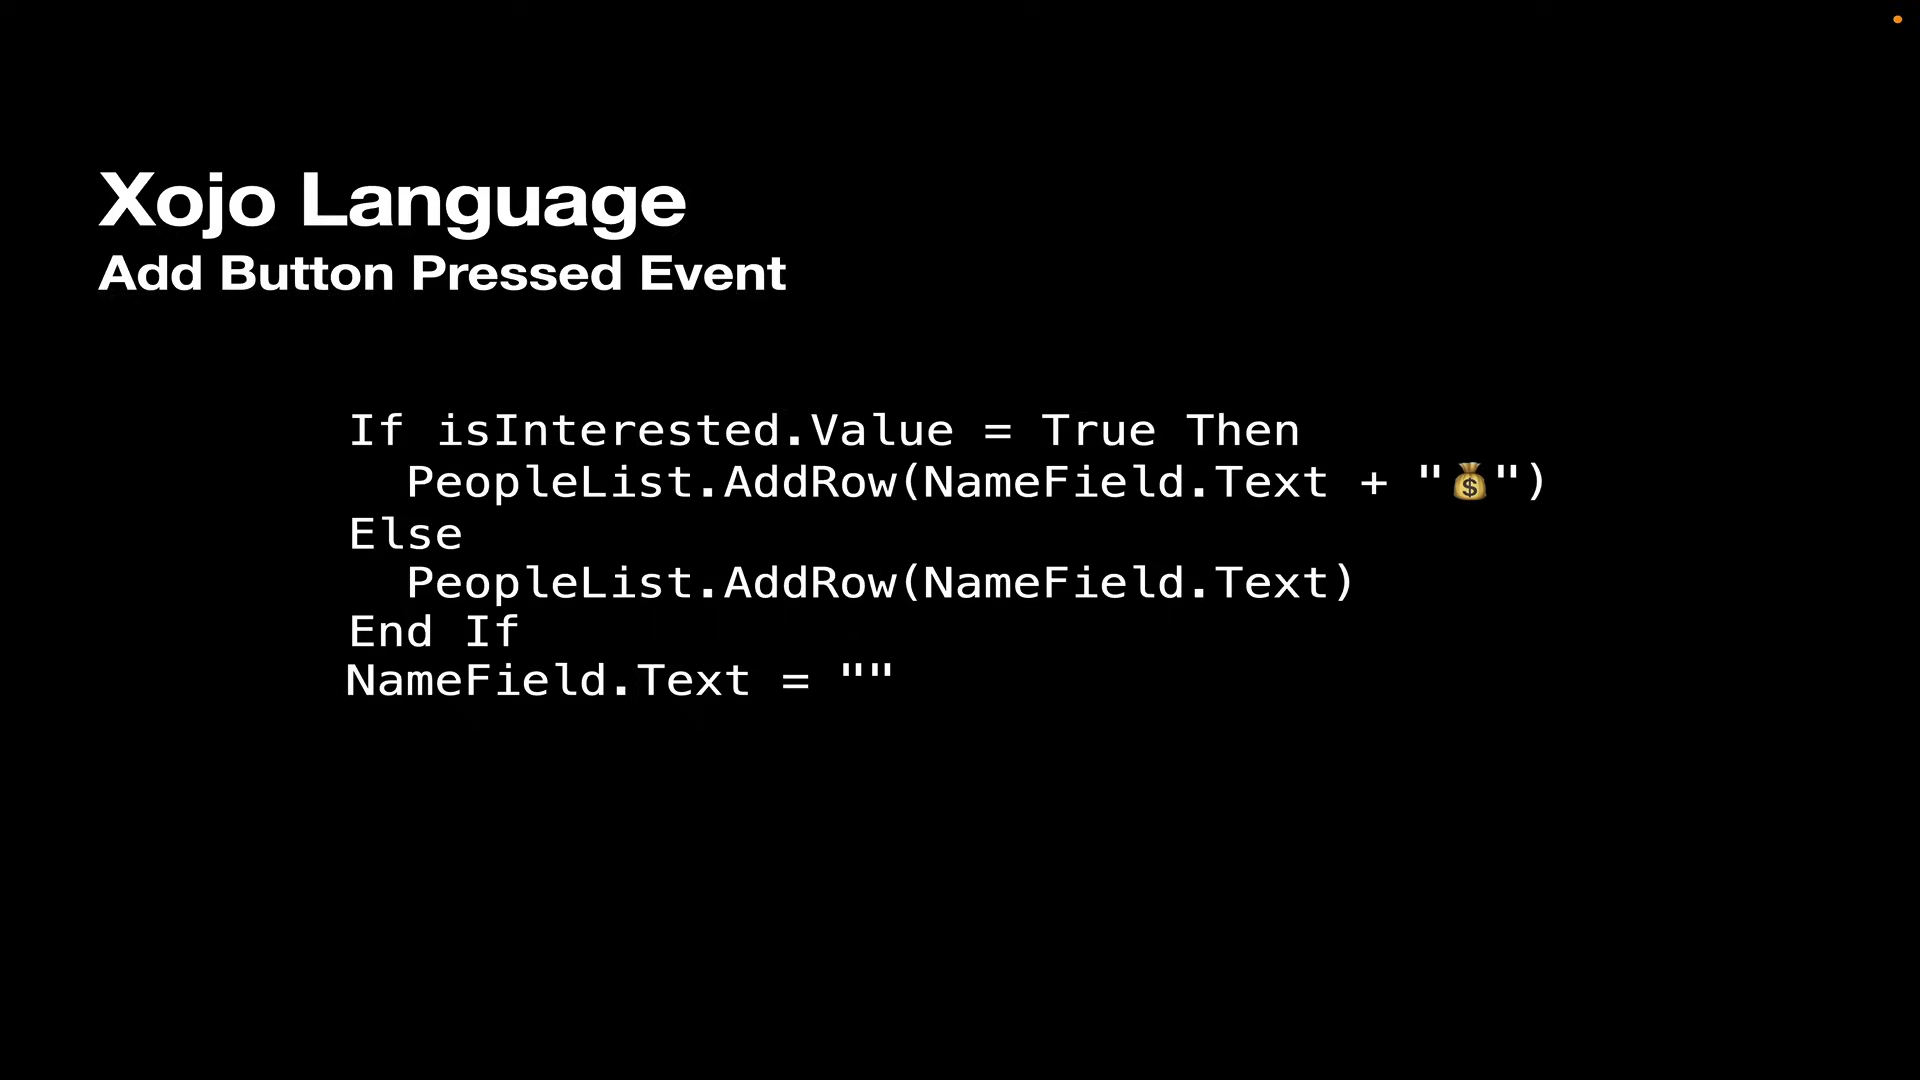 Xojo Language
Add Button Pressed Event
If isInterested.Value = True Then
  PeopleList.AddRow(NameField.Text + "💰")
Else
  PeopleList.AddRow(NameField.Text)
End If
NameField.Text = ""